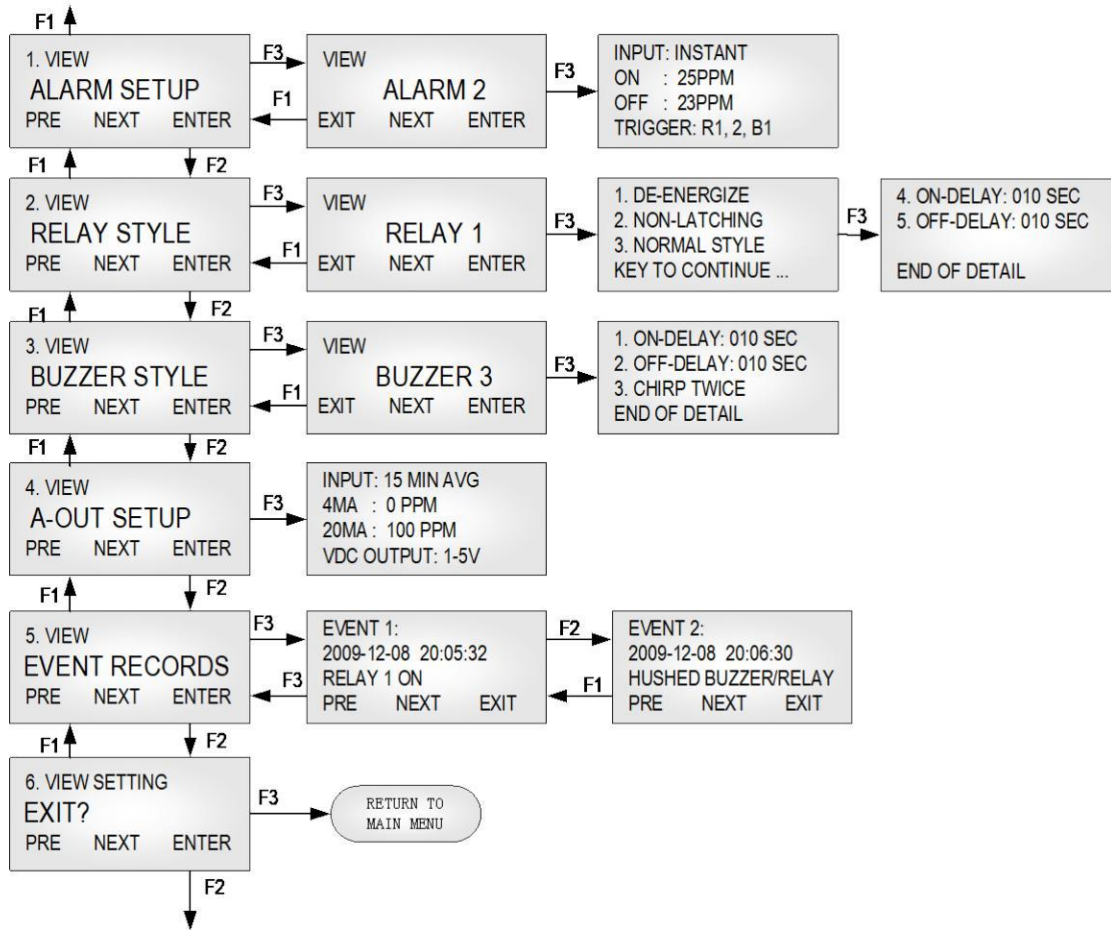 F1
1. VIEW
ALARM SETUP
PRE NEXT ENTER
F3
F1
VIEW
ALARM 2
EXIT NEXT ENTER
F3
INPUT: INSTANT
ON : 25PPM
OFF : 23PPM
TRIGGER: R1, 2, B1
F1
F2
2. VIEW
RELAY STYLE
PRE NEXT ENTER
F3
F1
VIEW
RELAY 1
EXIT NEXT ENTER
F3
1. DE-ENERGIZE
2. NON-LATCHING
3. NORMAL STYLE
KEY TO CONTINUE ...
F3
4. ON-DELAY: 010 SEC
5. OFF-DELAY: 010 SEC
END OF DETAIL
F1
F2
3. VIEW
BUZZER STYLE
PRE NEXT ENTER
F3
F1
VIEW
BUZZER 3
EXIT NEXT ENTER
F3
1. ON-DELAY: 010 SEC
2. OFF-DELAY: 010 SEC
3. CHIRP TWICE
END OF DETAIL
F1
F2
4. VIEW
A-OUT SETUP
PRE NEXT ENTER
F3
INPUT: 15 MIN AVG
4MA : 0 PPM
20MA : 100 PPM
VDC OUTPUT: 1-5V
F1
F2
5. VIEW
EVENT RECORDS
PRE NEXT ENTER
F3
F3
EVENT 1:
2009-12-08 20:05:32
RELAY 1 ON
PRE NEXT EXIT
F2
F1
EVENT 2:
2009-12-08 20:06:30
HUSHED BUZZER/RELAY
PRE NEXT EXIT
F1
F2
6. VIEW SETTING
EXIT?
PRE NEXT ENTER
F3
RETURN TO
MAIN MENU
F2